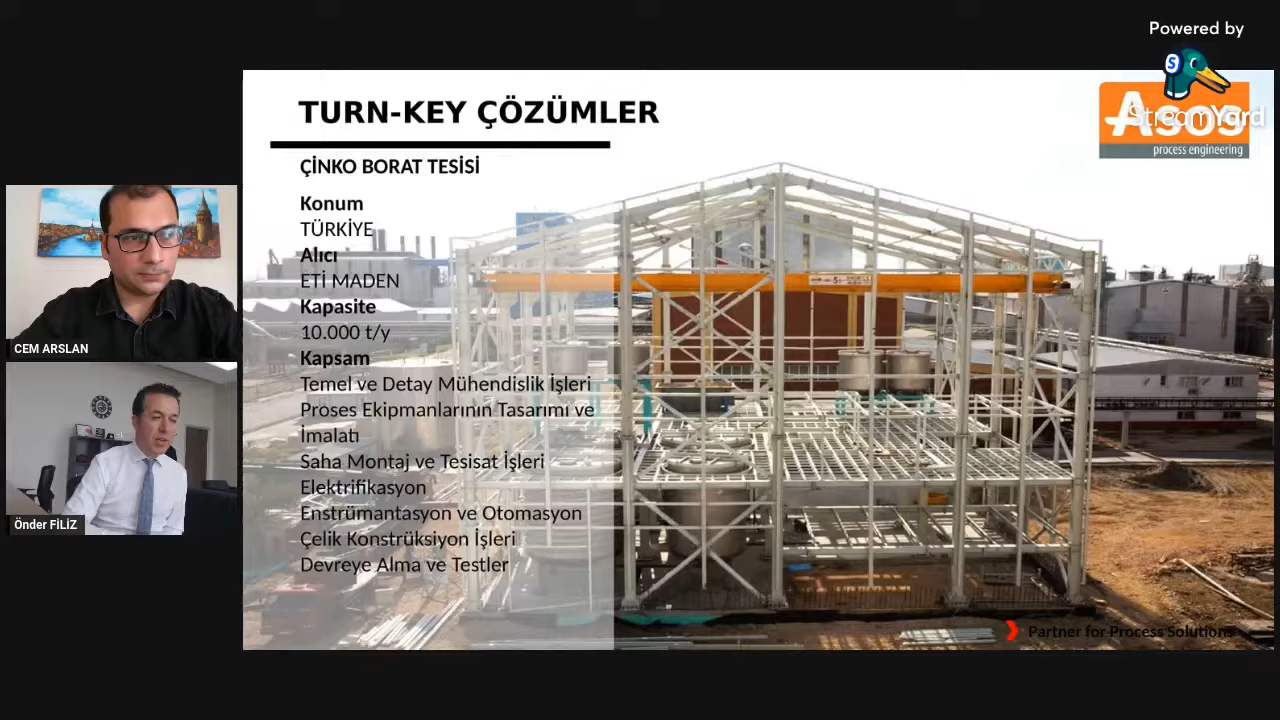 Powered by
StreamYard
S
Asos
process engineering
TURN-KEY ÇÖZÜMLER
ÇİNKO BORAT TESİSİ
Konum
TÜRKİYE
Alıcı
ETİ MADEN
Kapasite
10.000 t/y
Kapsam
Temel ve Detay Mühendislik İşleri
Proses Ekipmanlarının Tasarımı ve
İmalatı
Saha Montaj ve Tesisat İşleri
Elektrifikasyon
Enstrümantasyon ve Otomasyon
Çelik Konstrüksiyon İşleri
Devreye Alma ve Testler
CEM ARSLAN
Önder FiLiZ
Partner for Process Solutions